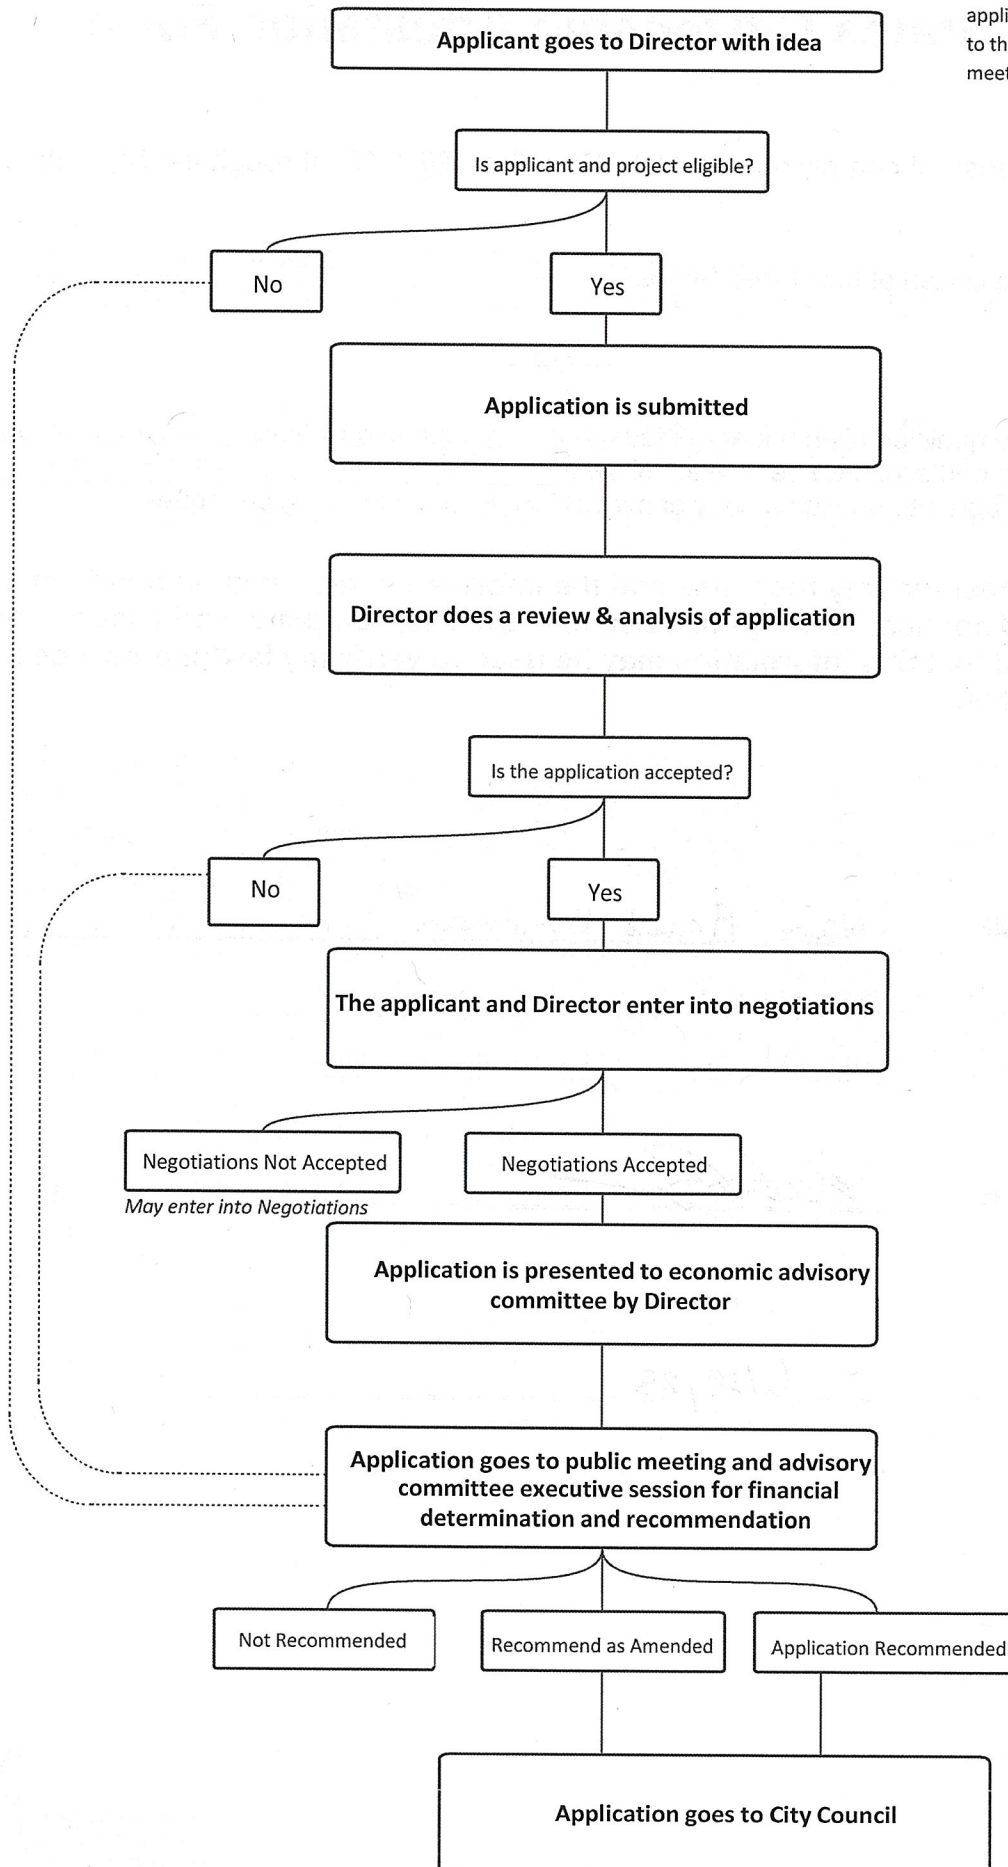 Applicant goes to Director with idea
appli
to th
meet
Is applicant and project eligible?
No
Yes
Application is submitted
Director does a review & analysis of application
Is the application accepted?
No
Yes
The applicant and Director enter into negotiations
Negotiations Not Accepted
Negotiations Accepted
May enter into Negotiations
Application is presented to economic advisory
committee by Director
Application goes to public meeting and advisory
committee executive session for financial
determination and recommendation
Not Recommended
Recommend as Amended
Application Recommended
Application goes to City Council